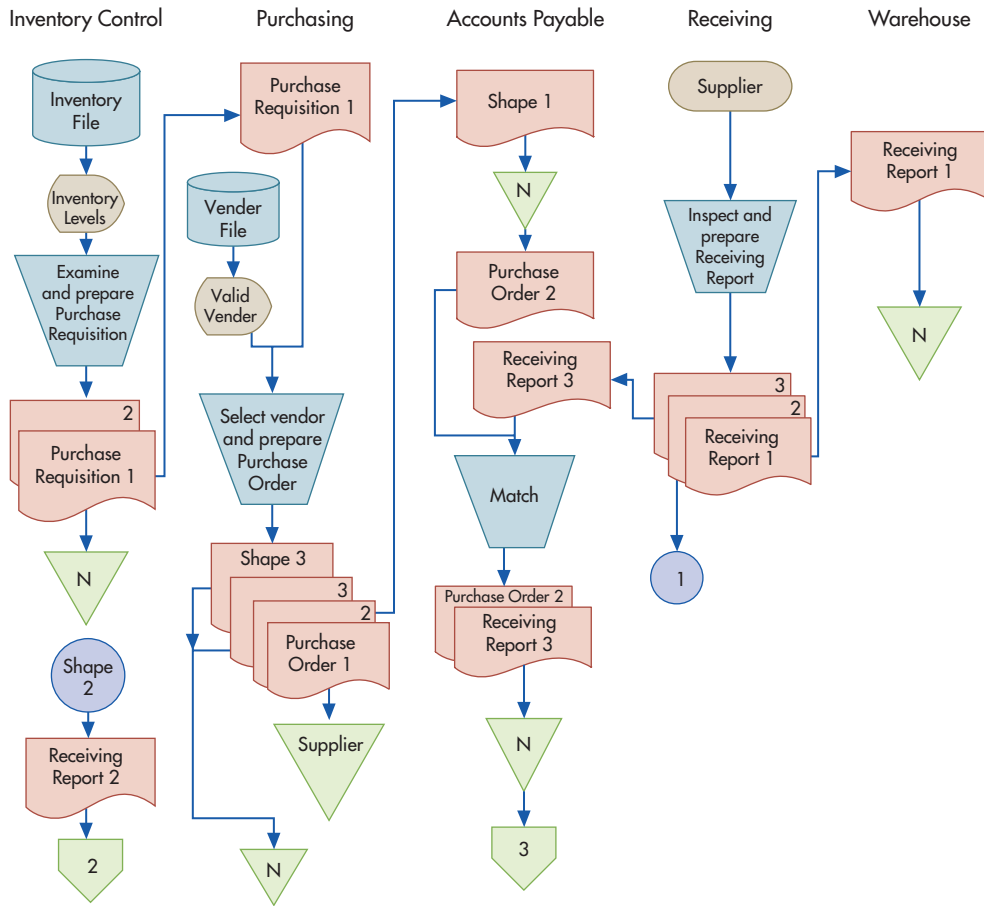 Inventory Control
Purchasing
Accounts Payable
Receiving
Warehouse
Inventory
File
Inventory
Levels
Examine
and prepare
Purchase
Requisition
2
Purchase
Requisition 1
N
Shape
2
Receiving
Report 2
2
Purchase
Requisition 1
Vender
File
Valid
Vender
Select vendor
and prepare
Purchase
Order
Shape 3
3
2
Purchase
Order 1
Supplier
N
Shape 1
N
Purchase
Order 2
Receiving
Report 3
Match
Purchase Order 2
Receiving
Report 3
N
3
Supplier
Inspect and
prepare
Receiving
Report
3
2
Receiving
Report 1
1
Receiving
Report 1
N